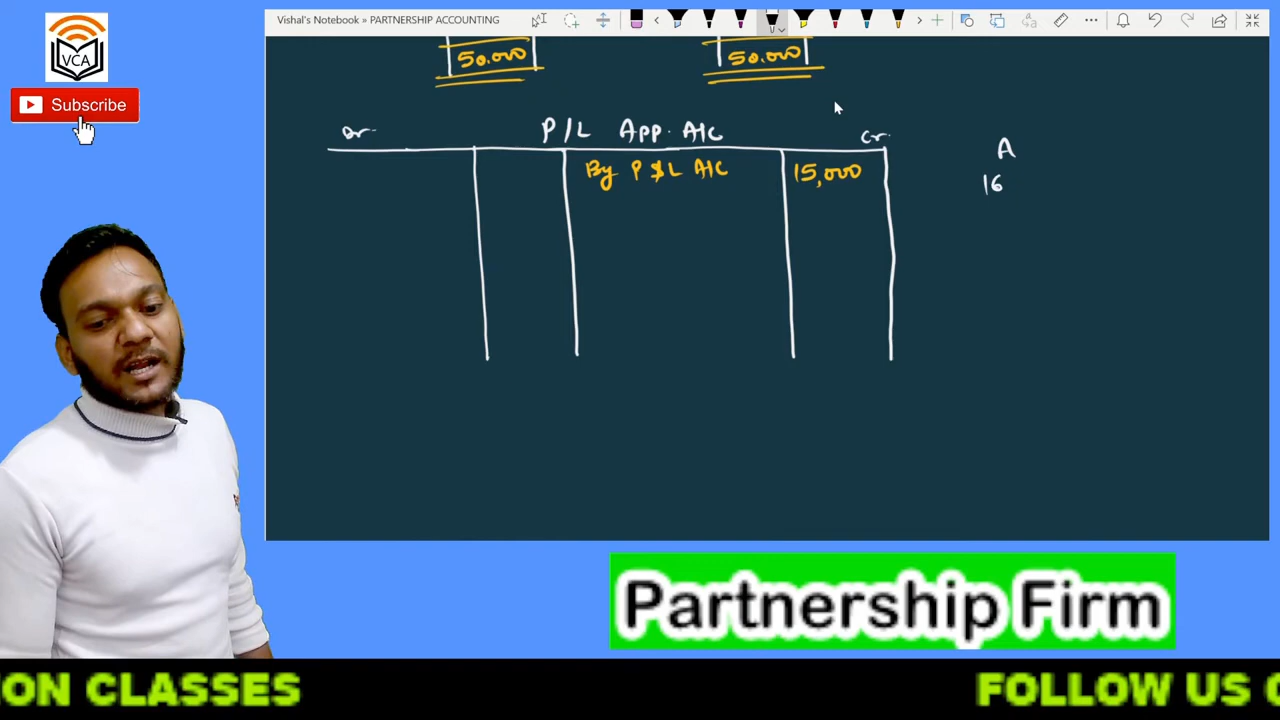 Vishal's Notebook » PARTNERSHIP ACCOUNTING
VCA
Subscribe
50.000 50.000
Dr. P/L App. A/C Cr.
By P $ L A/C 15,000
A
16
Partnership Firm
ION CLASSES FOLLOW US O